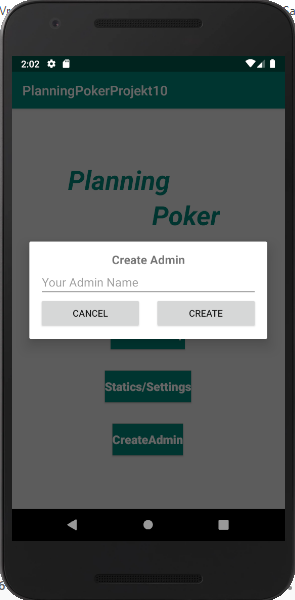 2:02
PlanningPokerProjekt10
Planning
Poker
Create Admin
Your Admin Name
CANCEL CREATE
Statics/Settings
CreateAdmin